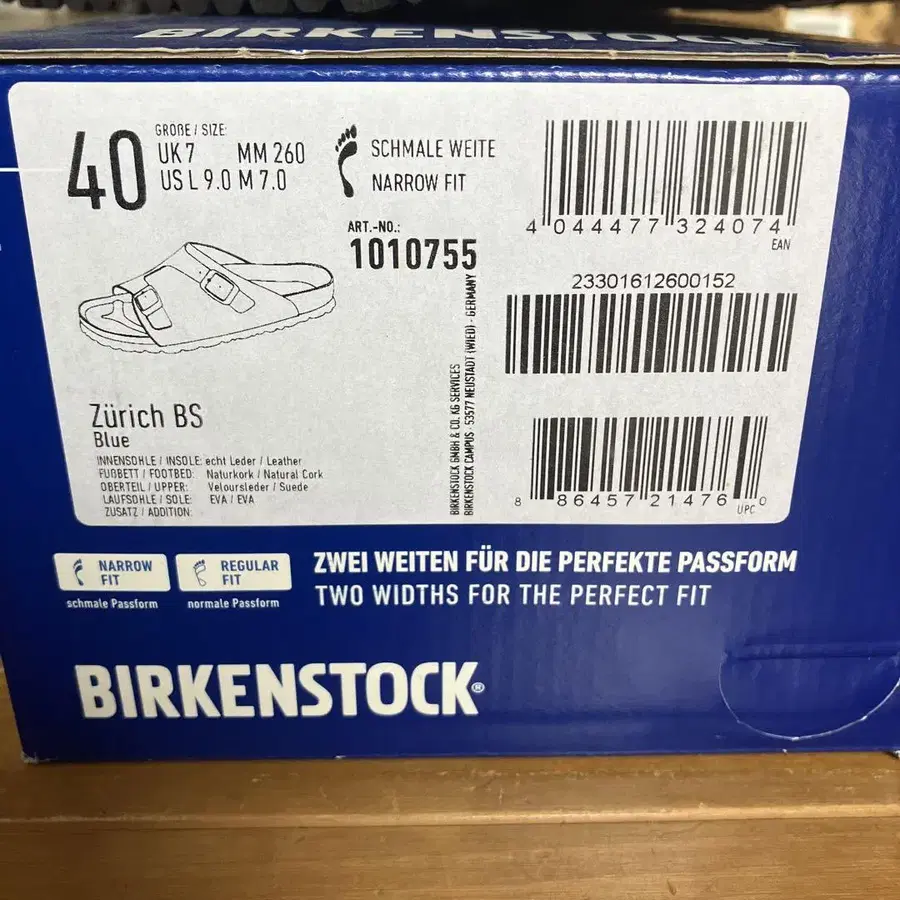 BIRKENSTOCK
40
GRÖßE / SIZE:
UK 7 MM 260
US L 9.0 M 7.0
SCHMALE WEITE
NARROW FIT
ART.-NO.:
1010755
4 044477 324074
EAN
23301612600152
8 86457 21476 0
UPC
Zürich BS
Blue
INNENSOHLE / INSOLE: echt Leder / Leather
FUßBETT / FOOTBED: Naturkork / Natural Cork
OBERTEIL / UPPER: Veloursleder / Suede
LAUFSOHLE / SOLE: EVA / EVA
ZUSATZ / ADDITION:
BIRKENSTOCK GMBH & CO. KG SERVICES
BIRKENSTOCK CAMPUS · 53577 NEUSTADT (WIED) · GERMANY
NARROW FIT
schmale Passform
REGULAR FIT
normale Passform
ZWEI WEITEN FÜR DIE PERFEKTE PASSFORM
TWO WIDTHS FOR THE PERFECT FIT
BIRKENSTOCK®